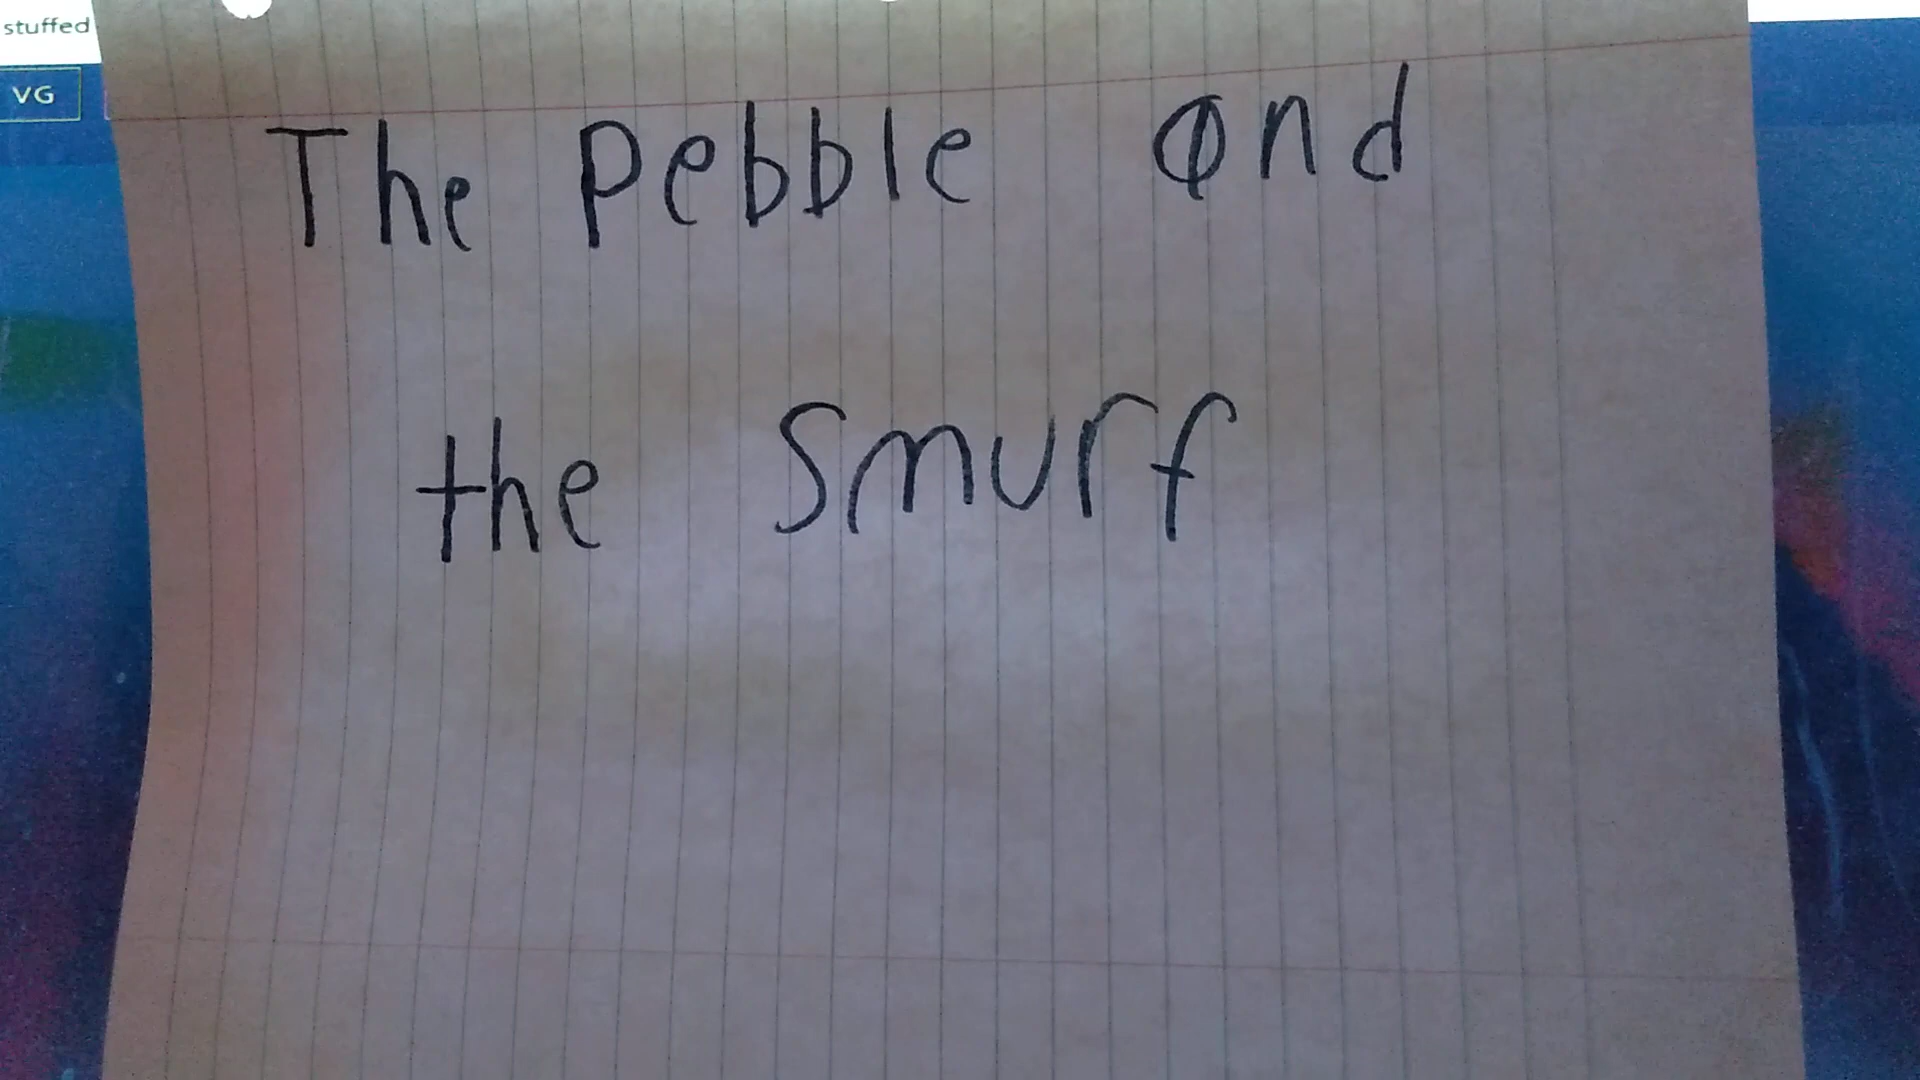 stuffed
VG
The Pebble and
the Smurf